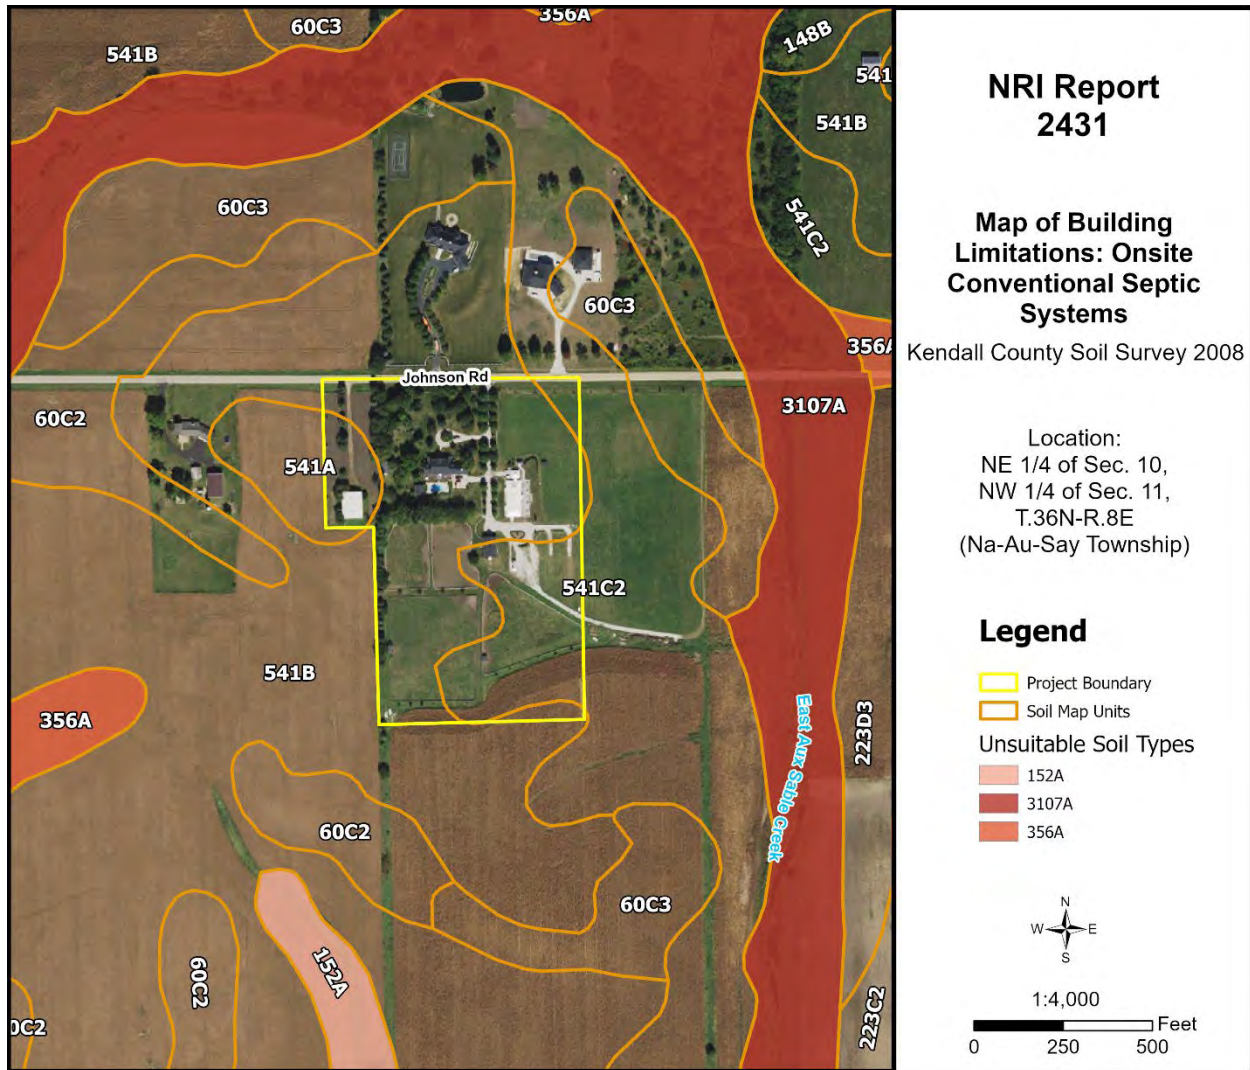 356A
60C3
541B
148B
541
541B
541C2
60C3
60C3
356A
Johnson Rd
60C2
3107A
541A
541C2
541B
356A
223D3
East Aux Sable Creek
60C2
60C3
152A
60C2
0C2
223C2
NRI Report
2431
Map of Building
Limitations: Onsite
Conventional Septic
Systems
Kendall County Soil Survey 2008
Location:
NE 1/4 of Sec. 10,
NW 1/4 of Sec. 11,
T.36N-R.8E
(Na-Au-Say Township)
Legend
Project Boundary
Soil Map Units
Unsuitable Soil Types
152A
3107A
356A
N
W E
S
1:4,000
Feet
0 250 500